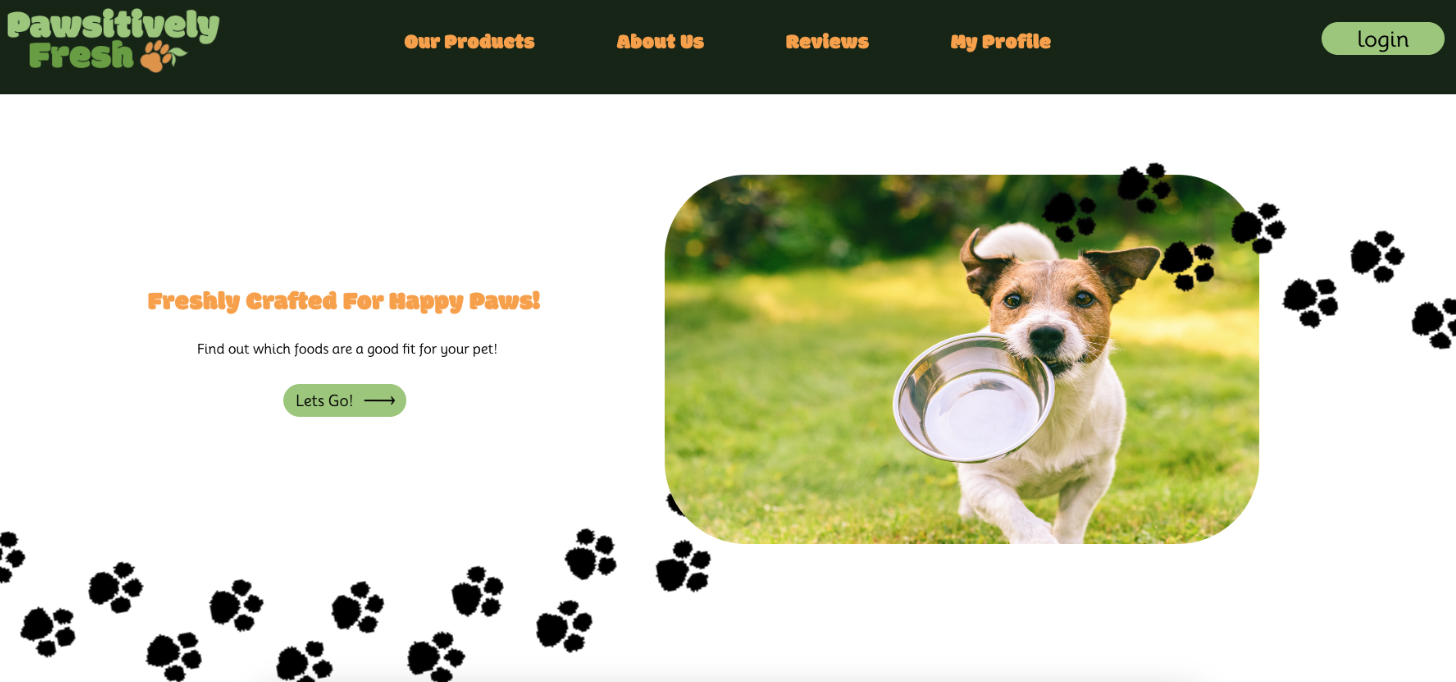 Pawsitively
Fresh
Our Products
About Us
Reviews
My Profile
login
Freshly Crafted For Happy Paws!
Find out which foods are a good fit for your pet!
Lets Go!